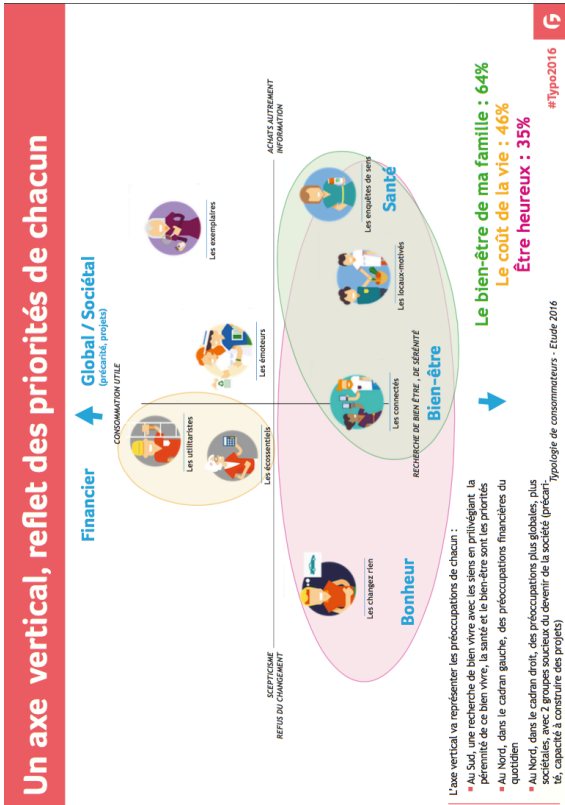 Un axe vertical, reflet des priorités de chacun
Financier
Global / Sociétal
(précarité, projets)
CONSOMMATION UTILE
Les utilitaristes
Les écossentiels
Les émoteurs
Les exemplaires
SCEPTICISME
REFUS DU CHANGEMENT
ACHATS AUTREMENT
INFORMATION
Les changez rien
Bonheur
Les connectés
Les locaux-motivés
Les enquêtes de sens
Santé
RECHERCHE DE BIEN ÊTRE , DE SÉRÉNITÉ
Bien-être
L'axe vertical va représenter les préoccupations de chacun :
Au Sud, une recherche de bien vivre avec les siens en prilivégiant la
pérennité de ce bien vivre, la santé et le bien-être sont les priorités
Au Nord, dans le cadran gauche, des préoccupations financières du
quotidien
Au Nord, dans le cadran droit, des préoccupations plus globales, plus
sociétales, avec 2 groupes soucieux du devenir de la société (précari-
té, capacité à construire des projets)
Le bien-être de ma famille : 64%
Le coût de la vie : 46%
Être heureux : 35%
Typologie de consommateurs - Etude 2016
#Typo2016
G